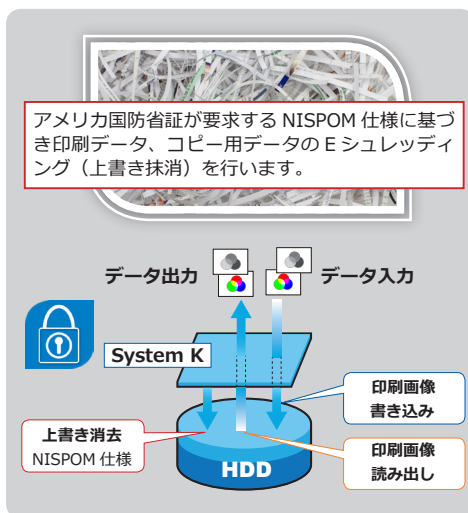 アメリカ国防省証が要求する NISPOM 仕様に基づ
き印刷データ、コピー用データの E シュレッディ
ング（上書き抹消）を行います。
データ出力
データ入力
System K
印刷画像
書き込み
上書き消去
NISPOM 仕様
印刷画像
読み出し
HDD